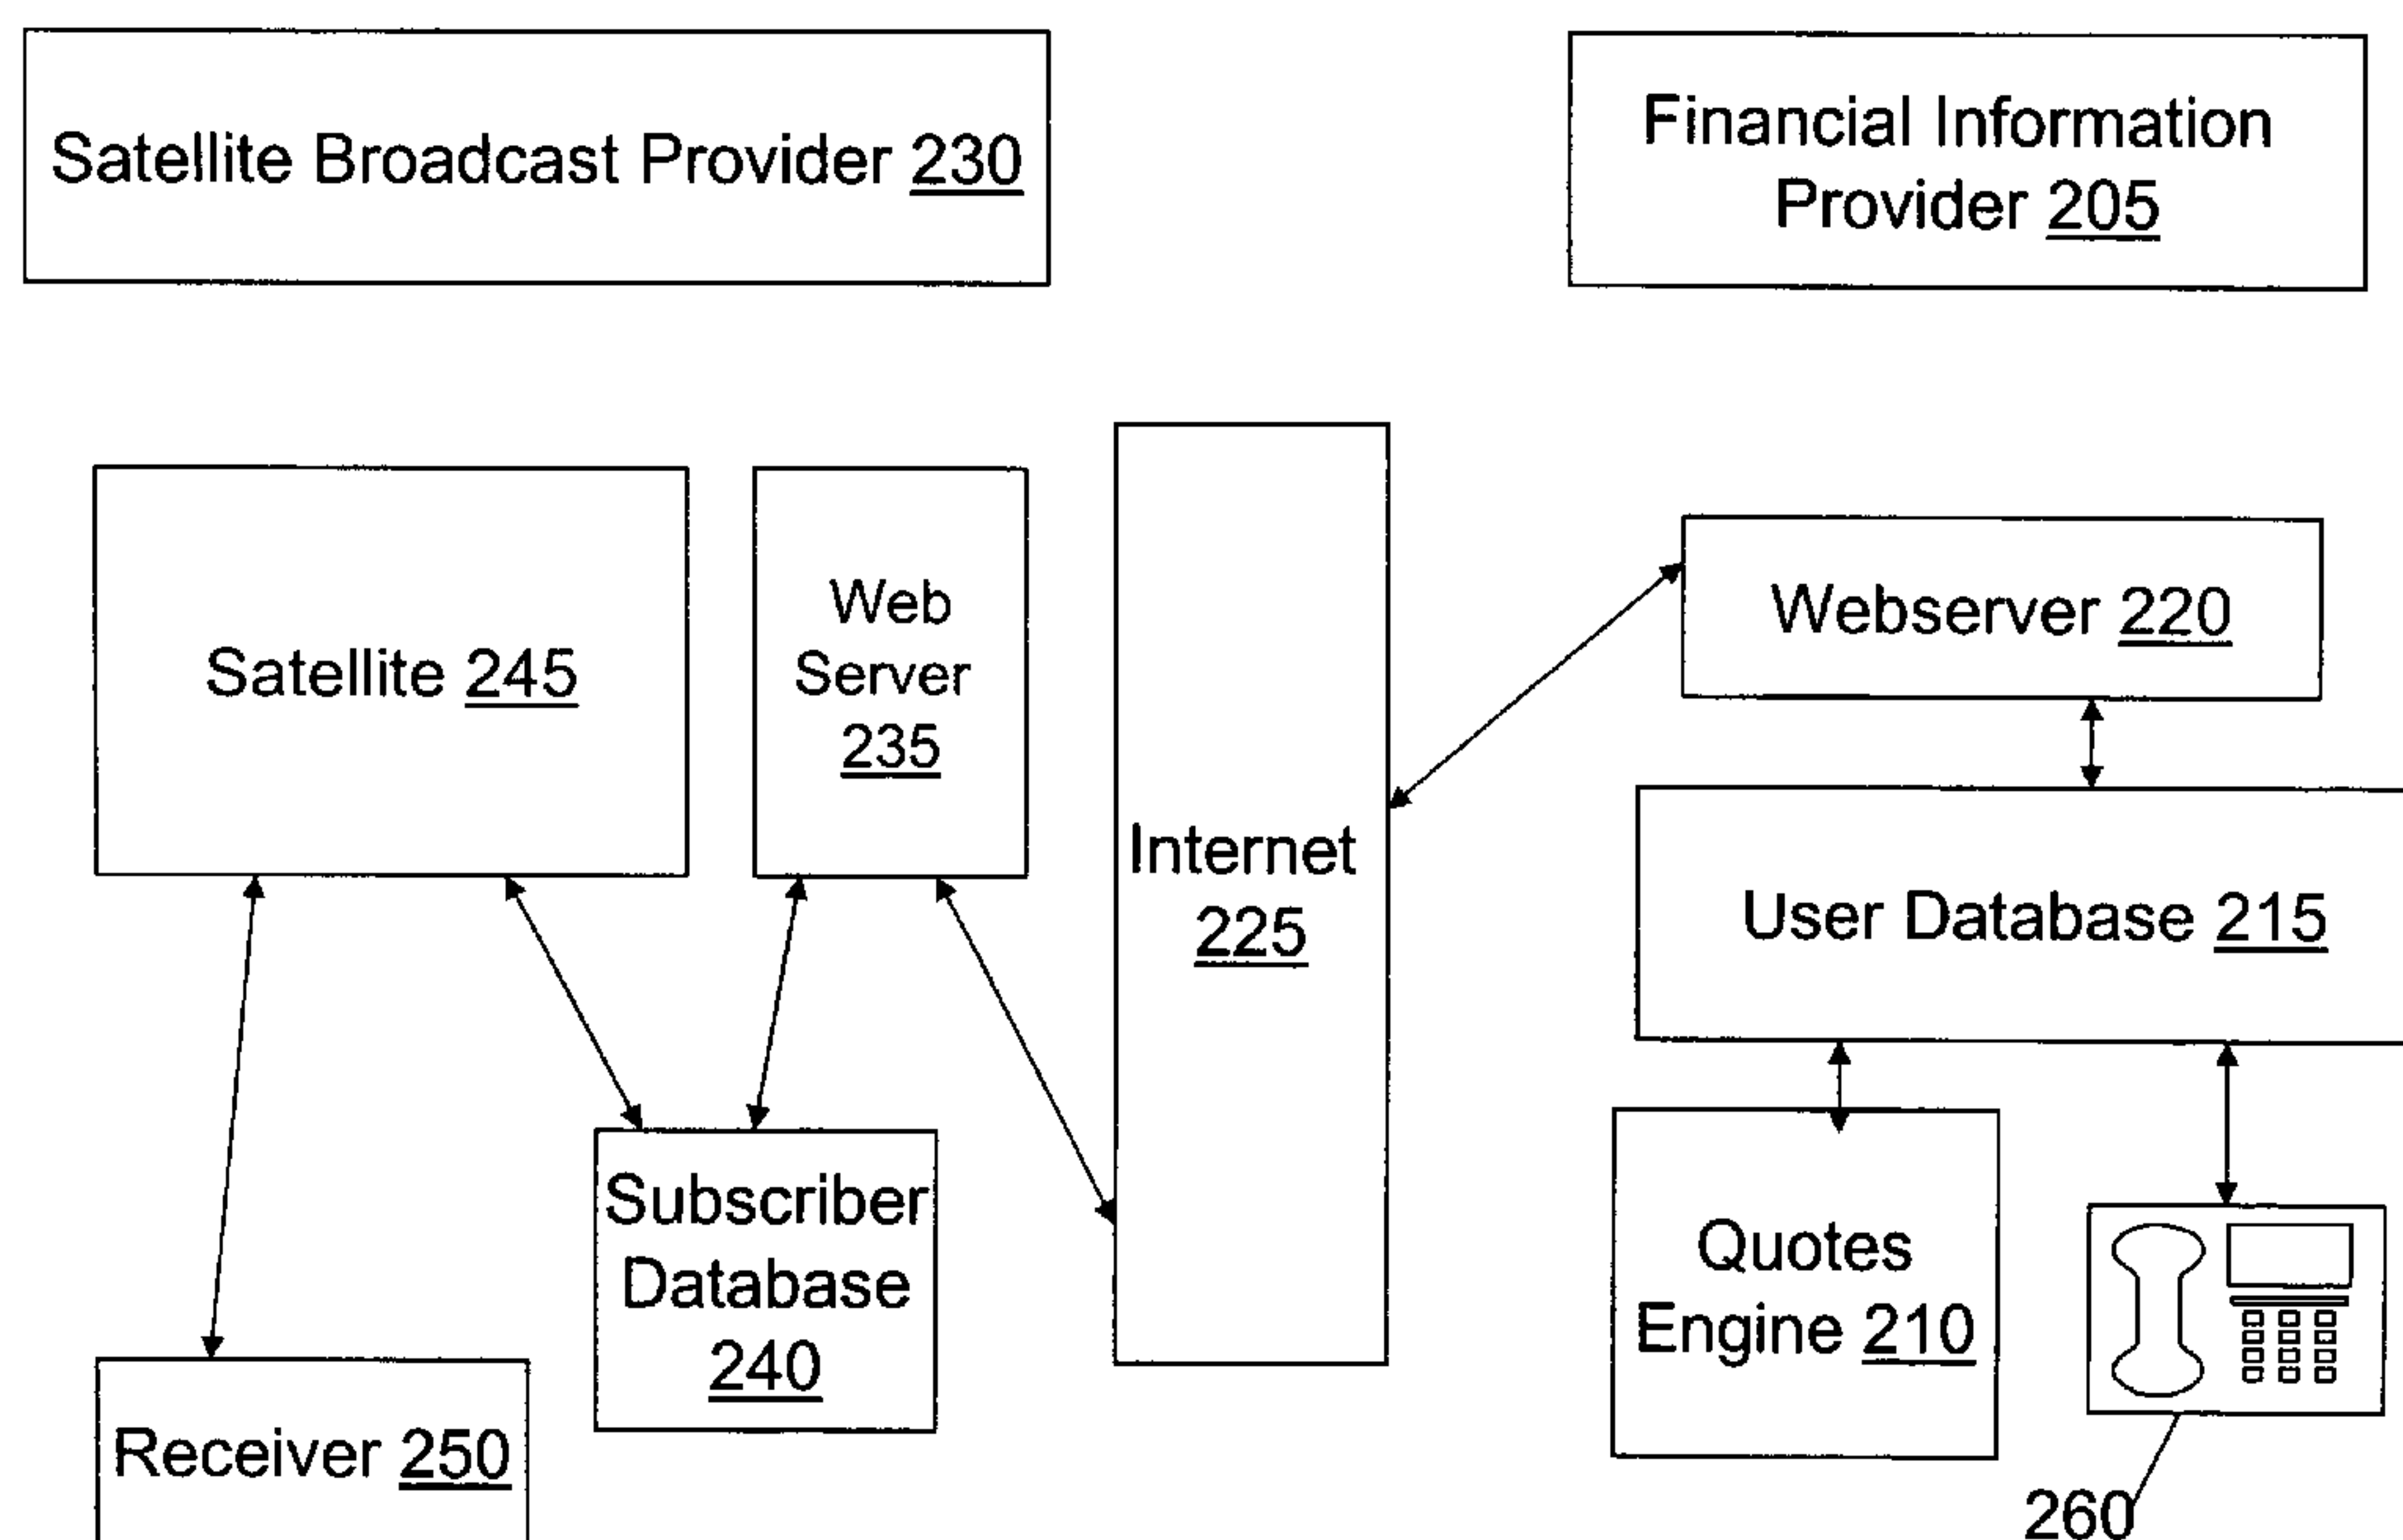 Satellite Broadcast Provider 230
Financial Information
Provider 205
Satellite 245
Web
Server
235
Internet
225
Webserver 220
User Database 215
Subscriber
Database
240
Quotes
Engine 210
Receiver 250
260